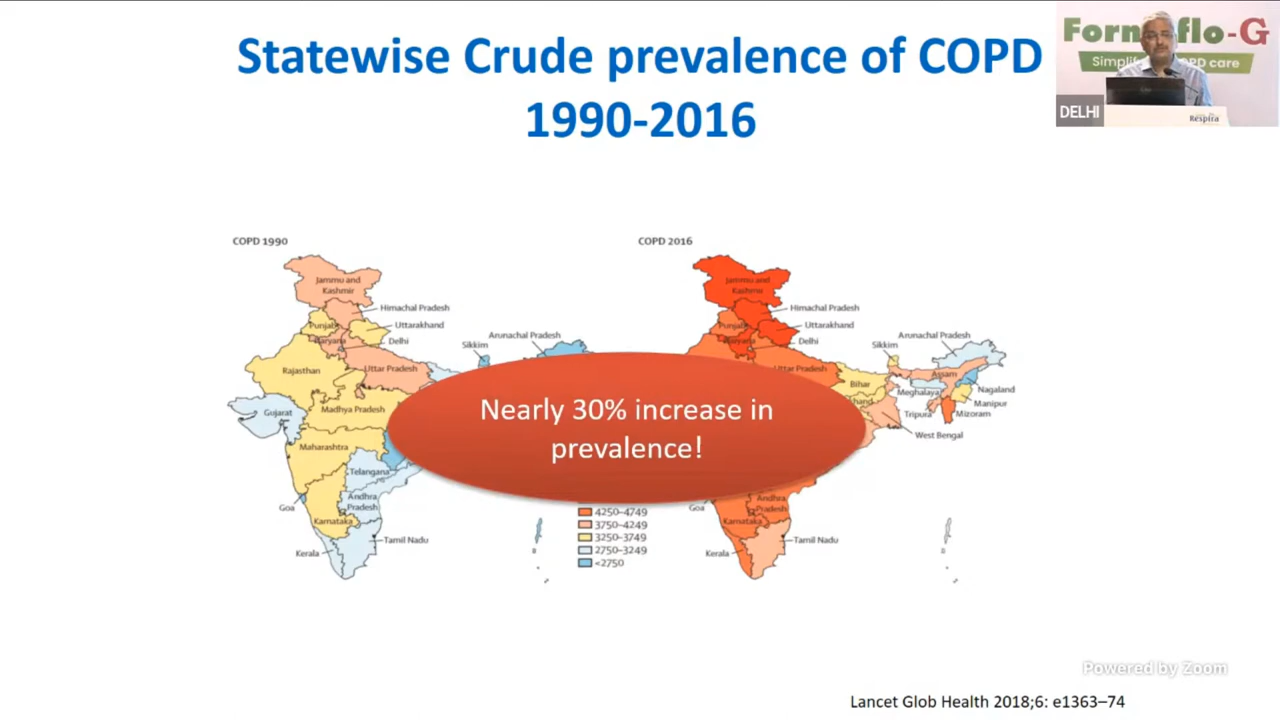 Statewise Crude prevalence of COPD
1990-2016
-G
DELHI
Respira
COPD 1990
Jammu and
Kashmir
Himachal Pradesh
Punjab
Uttarakhand
Haryana
Delhi
Arunachal Pradesh
Sikkim
Rajasthan
Uttar Pradesh
Gujarat
Madhya Pradesh
Maharashtra
Telangana
Goa
Andhra
Pradesh
Karnataka
Tamil Nadu
Kerala
COPD 2016
Jammu and
Kashmir
Himachal Pradesh
Punjab
Uttarakhand
Haryana
Delhi
Arunachal Pradesh
Sikkim
Uttar Pradesh
Bihar
Assam
Meghalaya
Nagaland
Manipur
Tripura
Mizoram
West Bengal
Goa
Andhra
Pradesh
Karnataka
Tamil Nadu
Kerala
Nearly 30% increase in
prevalence!
4250–4749
3750–4249
3250–3749
2750–3249
<2750
Powered by Zoom
Lancet Glob Health 2018;6: e1363–74